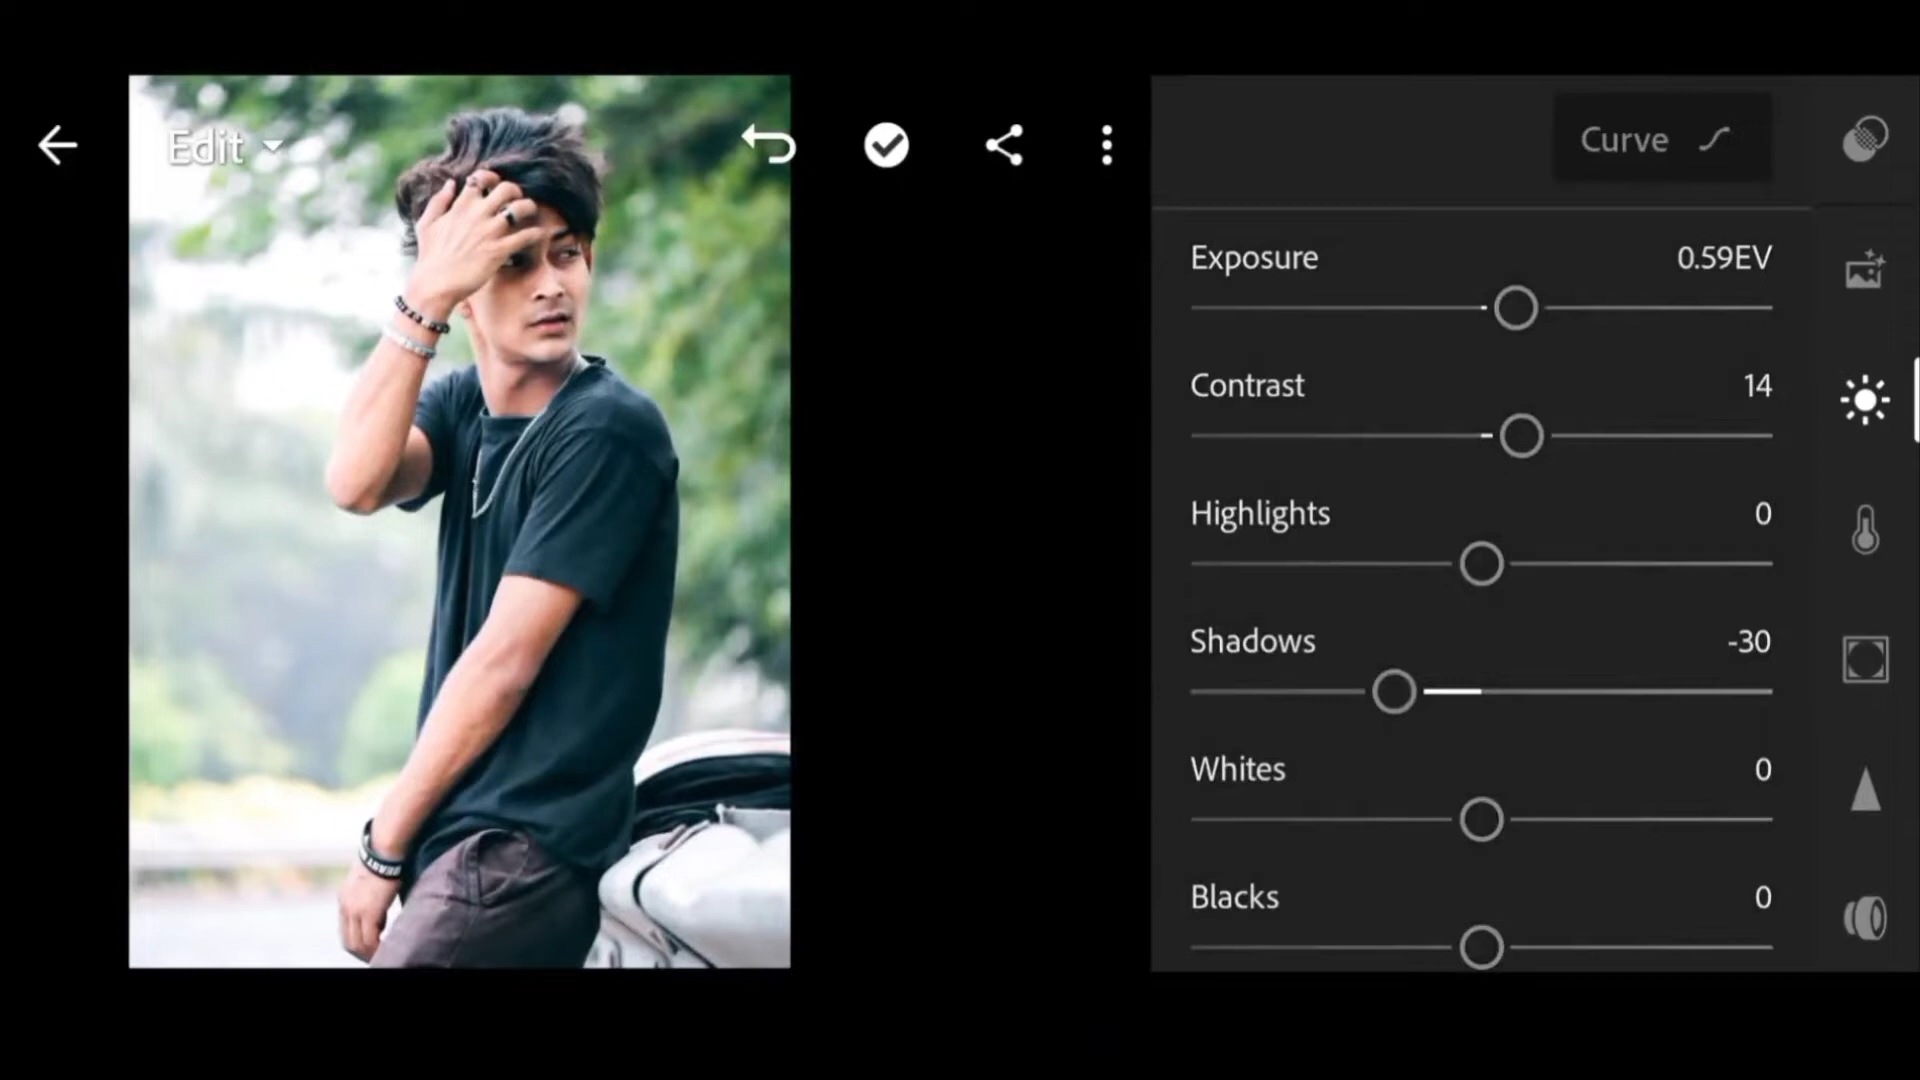 Edit
Curve
Exposure 0.59EV
Contrast 14
Highlights 0
Shadows -30
Whites 0
Blacks 0